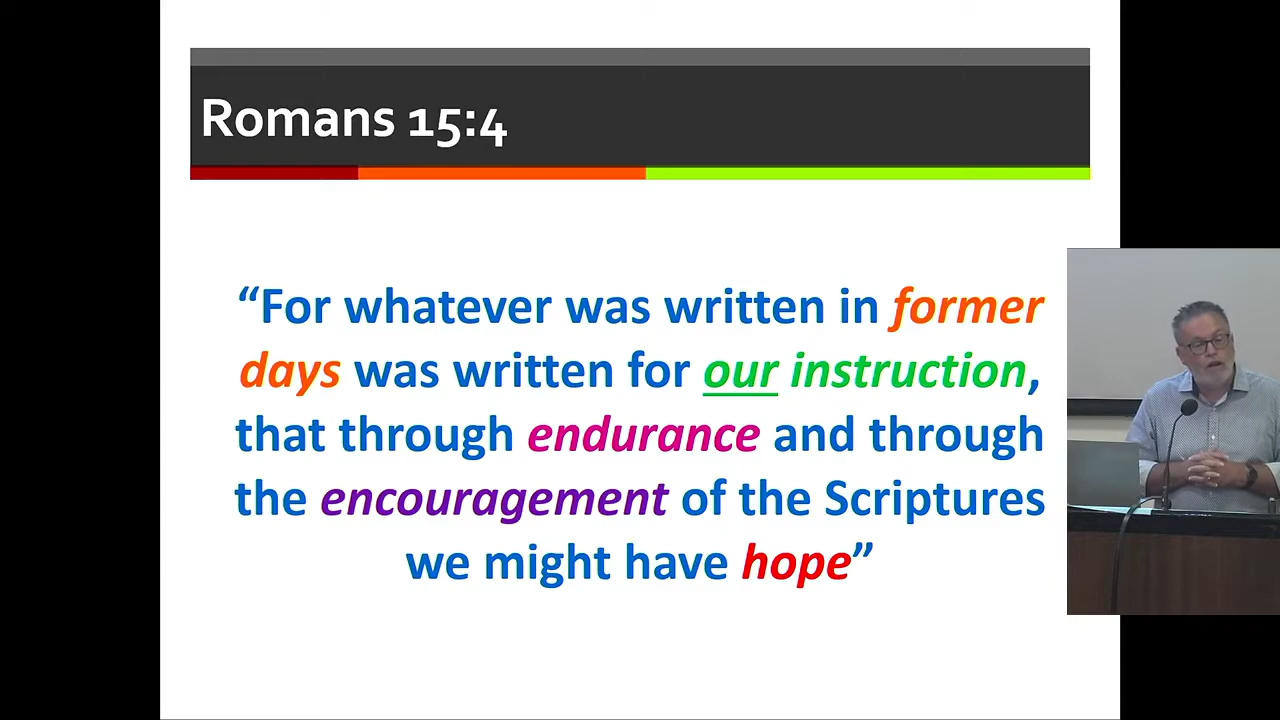 Romans 15:4
“For whatever was written in former
days was written for our instruction,
that through endurance and through
the encouragement of the Scriptures
we might have hope”